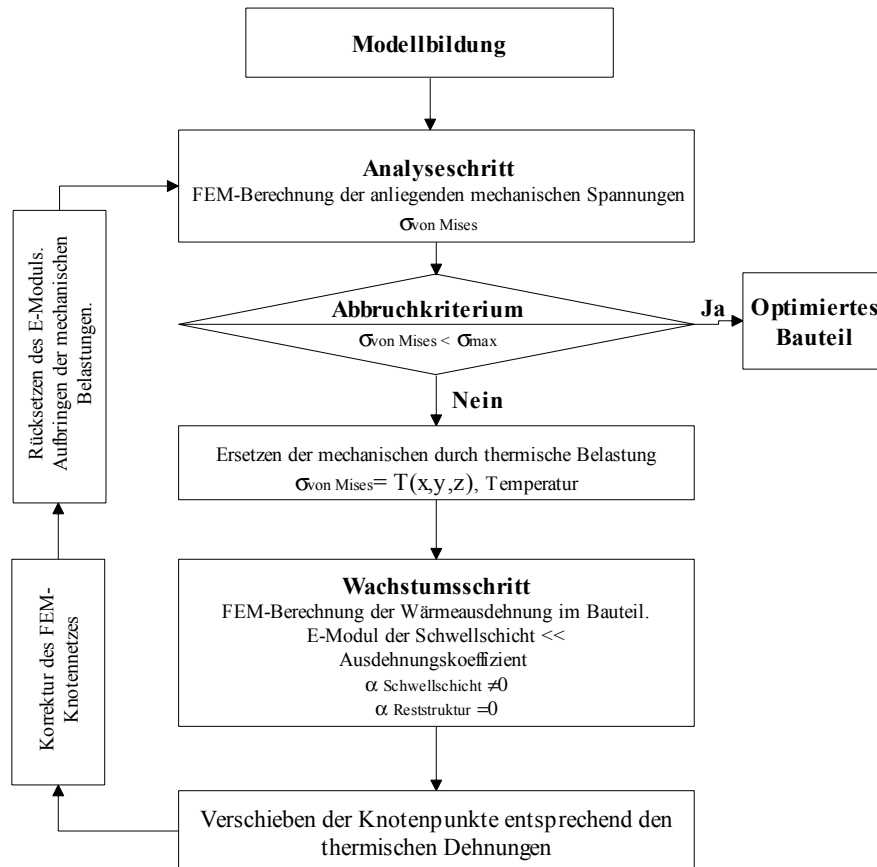 Modellbildung
Analyseschritt
FEM-Berechnung der anliegenden mechanischen Spannungen
σvon Mises
Abbruchkriterium
σvon Mises < σmax
Ja
Optimiertes
Bauteil
Nein
Ersetzen der mechanischen durch thermische Belastung
σvon Mises= T(x,y,z), Temperatur
Wachstumsschritt
FEM-Berechnung der Wärmeausdehnung im Bauteil.
E-Modul der Schwellschicht <<
Ausdehnungskoeffizient
α Schwellschicht ≠0
α Reststruktur =0
Verschieben der Knotenpunkte entsprechend den
thermischen Dehnungen
Korrektur des FEM-
Knotennetzes
Rücksetzen des E-Moduls.
Aufbringen der mechanischen
Belastungen.